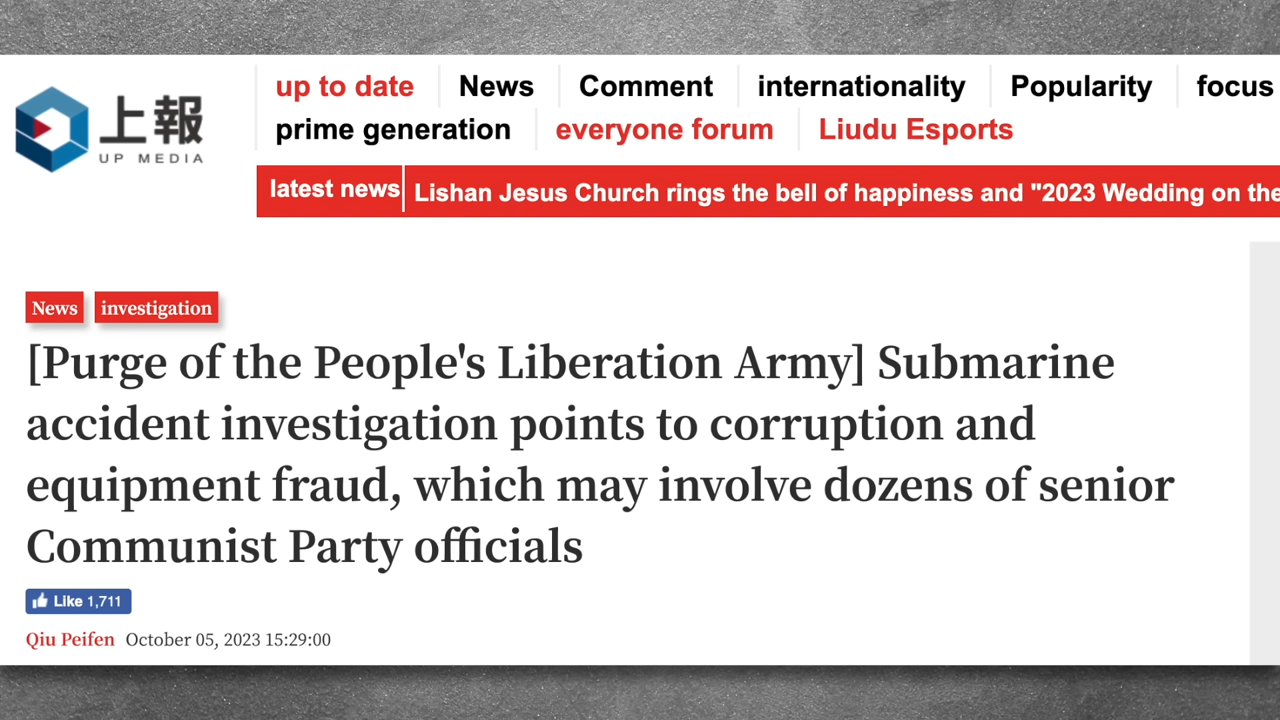 上報
UP MEDIA
up to date News Comment internationality Popularity focus
prime generation everyone forum Liudu Esports
latest news Lishan Jesus Church rings the bell of happiness and "2023 Wedding on the
News investigation
[Purge of the People's Liberation Army] Submarine
accident investigation points to corruption and
equipment fraud, which may involve dozens of senior
Communist Party officials
Like 1,711
Qiu Peifen October 05, 2023 15:29:00